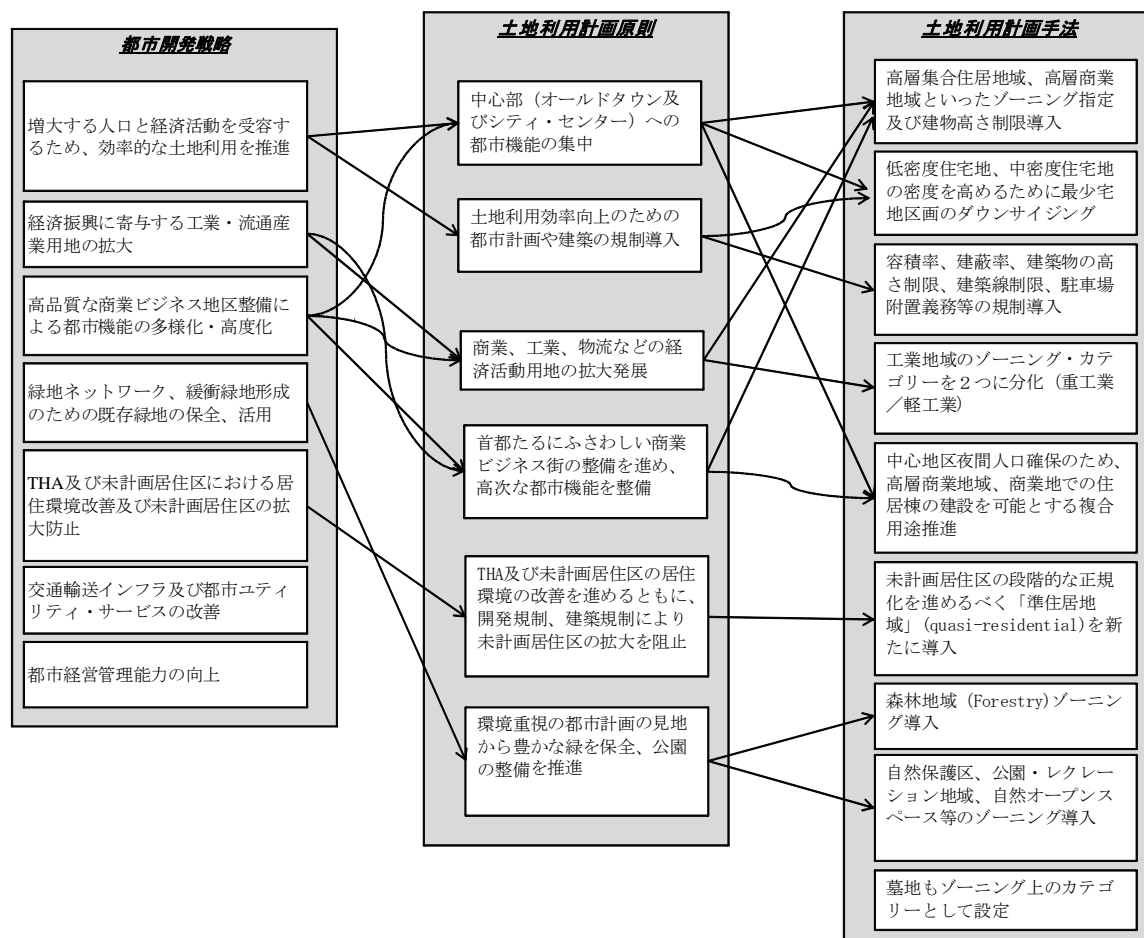 都市開発戦略
増大する人口と経済活動を受容す
るため、効率的な土地利用を推進
経済振興に寄与する工業・流通産
業用地の拡大
高品質な商業ビジネス地区整備に
よる都市機能の多様化・高度化
緑地ネットワーク、緩衝緑地形成
のための既存緑地の保全、活用
THA及び未計画居住区における居
住環境改善及び未計画居住区の拡
大防止
交通輸送インフラ及び都市ユティ
リティ・サービスの改善
都市経営管理能力の向上
土地利用計画原則
中心部（オールドタウン及
びシティ・センター）への
都市機能の集中
土地利用効率向上のための
都市計画や建築の規制導入
商業、工業、物流などの経
済活動用地の拡大発展
首都たるにふさわしい商業
ビジネス街の整備を進め、
高次な都市機能を整備
THA及び未計画居住区の居住
環境の改善を進めるともに、
開発規制、建築規制により
未計画居住区の拡大を阻止
環境重視の都市計画の見地
から豊かな緑を保全、公園
の整備を推進
土地利用計画手法
高層集合住居地域、高層商業
地域といったゾーニング指定
及び建物高さ制限導入
低密度住宅地、中密度住宅地
の密度を高めるために最少宅
地区画のダウンサイジング
容積率、建蔽率、建築物の高
さ制限、建築線制限、駐車場
附置義務等の規制導入
工業地域のゾーニング・カテ
ゴリーを２つに分化（重工業
／軽工業）
中心地区夜間人口確保のため、
高層商業地域、商業地での住
居棟の建設を可能とする複合
用途推進
未計画居住区の段階的な正規
化を進めるべく「準住居地
域」(quasi-residential)を新
たに導入
森林地域 (Forestry)ゾーニン
グ導入
自然保護区、公園・レクレー
ション地域、自然オープンス
ペース等のゾーニング導入
墓地もゾーニング上のカテゴ
リーとして設定